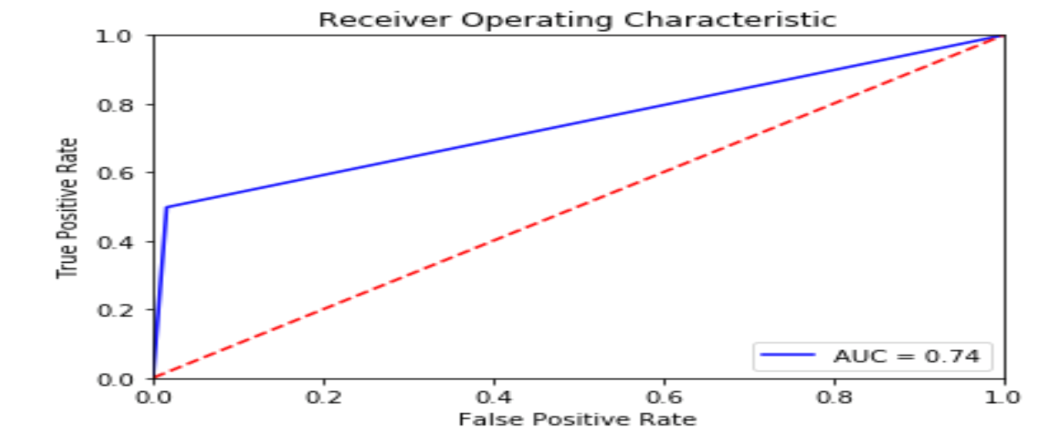 Receiver Operating Characteristic
1.0
0.8
0.6
0.4
0.2
0.0
True Positive Rate
AUC = 0.74
0.0 0.2 0.4 0.6 0.8 1.0
False Positive Rate